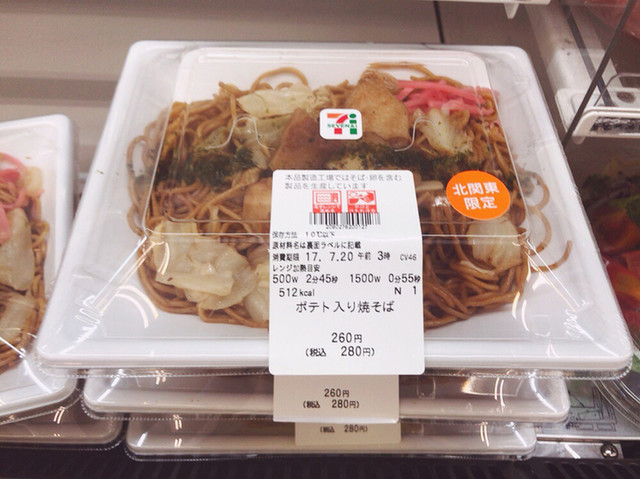 7i
SEVEN&i
北関東
限定
本品製造工場ではそば・卵を含む
製品を生産しています
2090276200127
保存方法 10℃以下
原材料名は裏面ラベルに記載
消費期限 17. 7.20 午前 3時 CV46
レンジ加熱目安
500W 2分45秒 1500W 0分55秒
512kcal N 1
ポテト入り焼そば
260円
(税込 280円)
260円
(税込 280円)
(税込 280円)